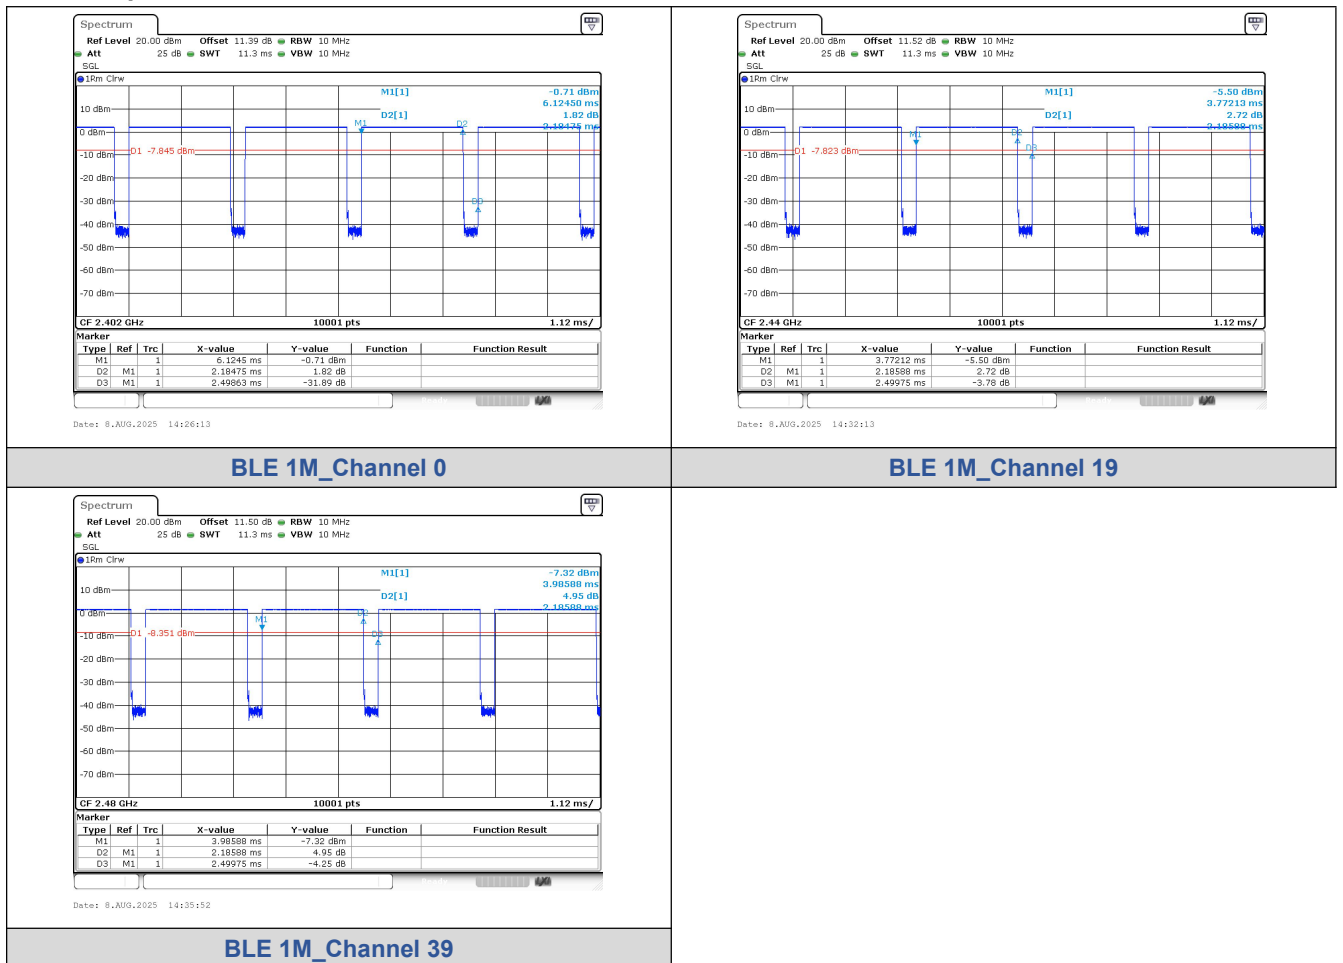 Spectrum
Ref Level 20.00 dBm Offset 11.39 dB RBW 10 MHz
Att 25 dB SWT 11.3 ms VBW 10 MHz
SGL
1Rm Clrw
M1[1] -0.71 dBm
6.12450 ms
D2[1] 1.82 dB
2.18475 ms
10 dBm
0 dBm
-10 dBm
-20 dBm
-30 dBm
-40 dBm
-50 dBm
-60 dBm
-70 dBm
D1 -7.845 dBm
M1
D2
D3
CF 2.402 GHz 10001 pts 1.12 ms/
Marker
Type Ref Trc X-value Y-value Function Function Result
M1 1 6.1245 ms -0.71 dBm
D2 M1 1 2.18475 ms 1.82 dB
D3 M1 1 2.49863 ms -31.89 dB
Date: 8.AUG.2025 14:26:13
BLE 1M_Channel 0
Spectrum
Ref Level 20.00 dBm Offset 11.52 dB RBW 10 MHz
Att 25 dB SWT 11.3 ms VBW 10 MHz
SGL
1Rm Clrw
M1[1] -5.50 dBm
3.77213 ms
D2[1] 2.72 dB
2.18588 ms
10 dBm
0 dBm
-10 dBm
-20 dBm
-30 dBm
-40 dBm
-50 dBm
-60 dBm
-70 dBm
D1 -7.823 dBm
M1
D2
D3
CF 2.44 GHz 10001 pts 1.12 ms/
Marker
Type Ref Trc X-value Y-value Function Function Result
M1 1 3.77212 ms -5.50 dBm
D2 M1 1 2.18588 ms 2.72 dB
D3 M1 1 2.49975 ms -3.78 dB
Date: 8.AUG.2025 14:32:13
BLE 1M_Channel 19
Spectrum
Ref Level 20.00 dBm Offset 11.50 dB RBW 10 MHz
Att 25 dB SWT 11.3 ms VBW 10 MHz
SGL
1Rm Clrw
M1[1] -7.32 dBm
3.98588 ms
D2[1] 4.95 dB
2.18588 ms
10 dBm
0 dBm
-10 dBm
-20 dBm
-30 dBm
-40 dBm
-50 dBm
-60 dBm
-70 dBm
D1 -8.351 dBm
M1
D2
D3
CF 2.48 GHz 10001 pts 1.12 ms/
Marker
Type Ref Trc X-value Y-value Function Function Result
M1 1 3.98588 ms -7.32 dBm
D2 M1 1 2.18588 ms 4.95 dB
D3 M1 1 2.49975 ms -4.25 dB
Date: 8.AUG.2025 14:35:52
BLE 1M_Channel 39